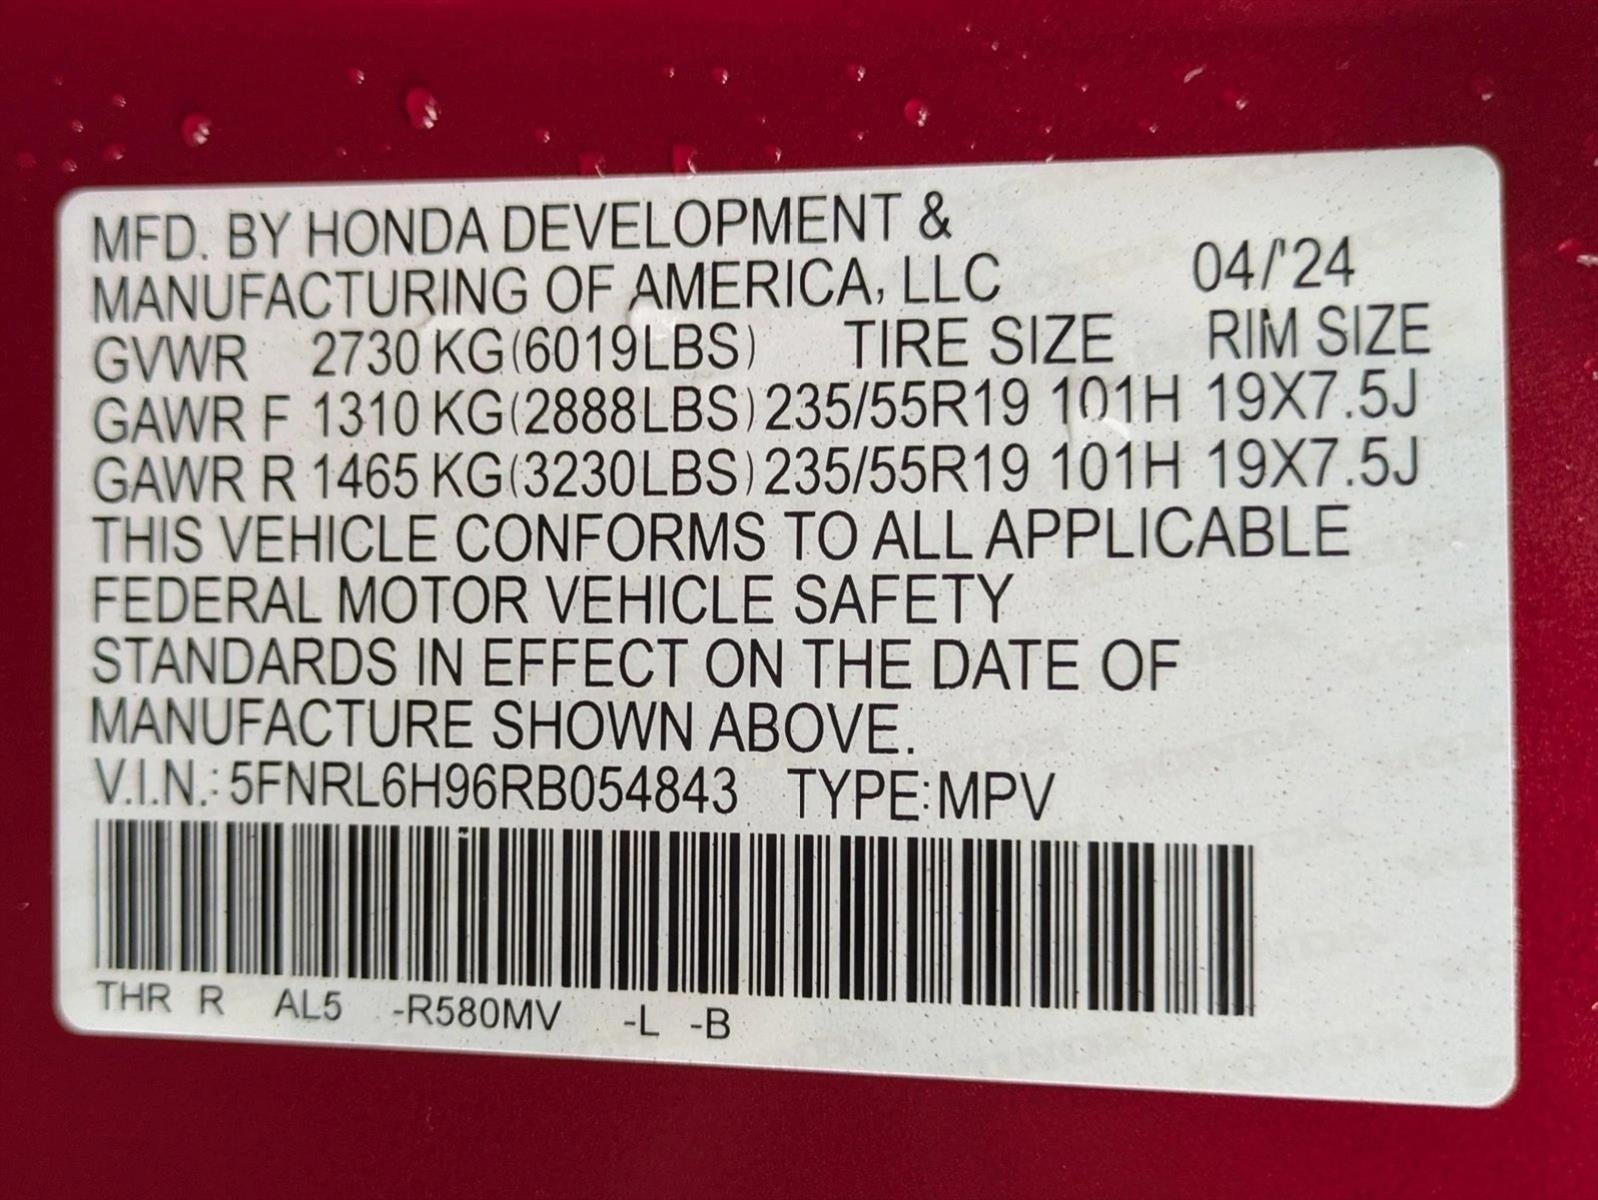 MFD. BY HONDA DEVELOPMENT &
MANUFACTURING OF AMERICA, LLC 04/'24
GVWR 2730 KG(6019LBS) TIRE SIZE RIM SIZE
GAWR F 1310 KG(2888LBS) 235/55R19 101H 19X7.5J
GAWR R 1465 KG(3230LBS) 235/55R19 101H 19X7.5J
THIS VEHICLE CONFORMS TO ALL APPLICABLE
FEDERAL MOTOR VEHICLE SAFETY
STANDARDS IN EFFECT ON THE DATE OF
MANUFACTURE SHOWN ABOVE.
V.I.N.: 5FNRL6H96RB054843 TYPE: MPV
THR R AL5 -R580MV -L -B